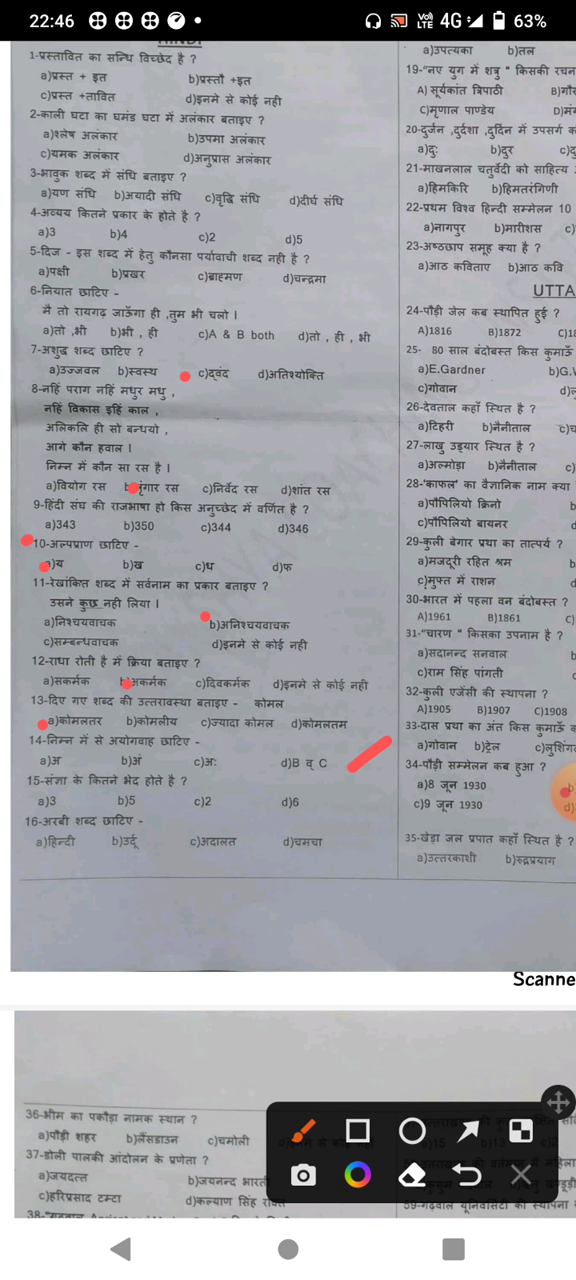 22:46
4G
63%
HINDI
1-प्रस्तावित का सन्धि विच्छेद है ?
a)प्रस्त + इत b)प्रस्तौ +इत
c)प्रस्त +तावित d)इनमे से कोई नही
2-काली घटा का घमंड घटा में अलंकार बताइए ?
a)श्लेष अलंकार b)उपमा अलंकार
c)यमक अलंकार d)अनुप्रास अलंकार
3-भावुक शब्द में संधि बताइए ?
a)यण संधि b)अयादी संधि c)वृद्धि संधि d)दीर्घ संधि
4-अव्यय कितने प्रकार के होते है ?
a)3 b)4 c)2 d)5
5-दिज - इस शब्द में हेतु कौनसा पर्यावाची शब्द नही है ?
a)पक्षी b)प्रखर c)ब्राहमण d)चन्द्रमा
6-नियात छाटिए -
मै तो रायगढ़ जाऊँगा ही ,तुम भी चलो ।
a)तो ,भी b)भी , ही c)A & B both d)तो , ही , भी
7-अशुद्ध शब्द छाटिए ?
a)उज्जवल b)स्वस्थ c)द्वंद d)अतिश्योक्ति
8-नहिं पराग नहिं मधुर मधु ,
नहिं विकास इहिं काल ,
अलिकलि ही सो बन्धयो ,
आगे कौन हवाल ।
निम्न में कौन सा रस है ।
a)वियोग रस श्रृंगार रस c)निर्वेद रस d)शांत रस
9-हिंदी संघ की राजभाषा हो किस अनुच्छेद में वर्णित है ?
a)343 b)350 c)344 d)346
10-अल्पप्राण छाटिए -
a)य b)ख c)ध d)फ
11-रेखांकित शब्द में सर्वनाम का प्रकार बताइए ?
उसने कुछ नही लिया ।
a)निश्चयवाचक b)अनिश्चयवाचक
c)सम्बन्धवाचक d)इनमे से कोई नही
12-राधा रोती है में क्रिया बताइए ?
a)सकर्मक b)अकर्मक c)दिवकर्मक d)इनमे से कोई नही
13-दिए गए शब्द की उत्तरावस्था बताइए - कोमल
a)कोमलतर b)कोमलीय c)ज्यादा कोमल d)कोमलतम
14-निम्न में से अयोगवाह छाटिए -
a)अ b)अं c)अः d)B व् C
15-संज्ञा के कितने भेद होते है ?
a)3 b)5 c)2 d)6
16-अरबी शब्द छाटिए -
a)हिन्दी b)उर्दू c)अदालत d)चमचा
a)उपत्यका b)तल
19-"नए युग में शत्रु " किसकी
A) सूर्यकांत त्रिपाठी
C)मृणाल पाण्डेय
20-दुर्जन ,दुर्दशा ,दुर्दिन में उपसर्ग
a)दुः b)दुर
21-माखनलाल चतुर्वेदी को साहित्य
a)हिमकिरि b)हिमतरंगिणी
22-प्रथम विश्व हिन्दी सम्मेलन 10
a)नागपुर b)मारीशस c)
23-अष्ठछाप समूह क्या है ?
a)आठ कविताए b)आठ कवि
UTTA
24-पौड़ी जेल कब स्थापित हुई ?
A)1816 B)1872
25- 80 साल बंदोबस्त किस कुमाऊँ
a)E.Gardner b)G.
c)गोवान
26-देवताल कहाँ स्थित है ?
a)टिहरी b)नैनीताल
27-लाखु उड्यार स्थित है ?
a)अल्मोड़ा b)नैनीताल c)
28-'काफल' का वैज्ञानिक नाम क्या
a)पौपिलियो क्रिनो
c)पौपिलियो बायनर
29-कुली बेगार प्रथा का तात्पर्य ?
a)मजदूरी रहित श्रम
c)मुफ्त में राशन
30-भारत में पहला वन बंदोबस्त ?
A)1961 B)1861 C)
31-"चारण " किसका उपनाम है ?
a)सदानन्द सनवाल
c)राम सिंह पांगती
32-कुली एजेंसी की स्थापना ?
A)1905 B)1907 C)1908
33-दास प्रथा का अंत किस कुमाऊँ
a)गोवान b)ट्रेल
34-पौड़ी सम्मेलन कब हुआ ?
a)8 जून 1930
c)9 जून 1930
35-खेड़ा जल प्रपात कहाँ स्थित है ?
a)उत्तरकाशी b)रुद्रप्रयाग
Scanne
36-भीम का पकौड़ा नामक स्थान ?
a)पौड़ी शहर b)लैंसडाउन c)चमोली
37-डोली पालकी आंदोलन के प्रणेता ?
a)जयदत्त b)जयनन्द भारती
c)हरिप्रसाद टम्टा d)कल्याण सिंह
59-गढ़वाल यूनिवर्सिटी की स्थापना